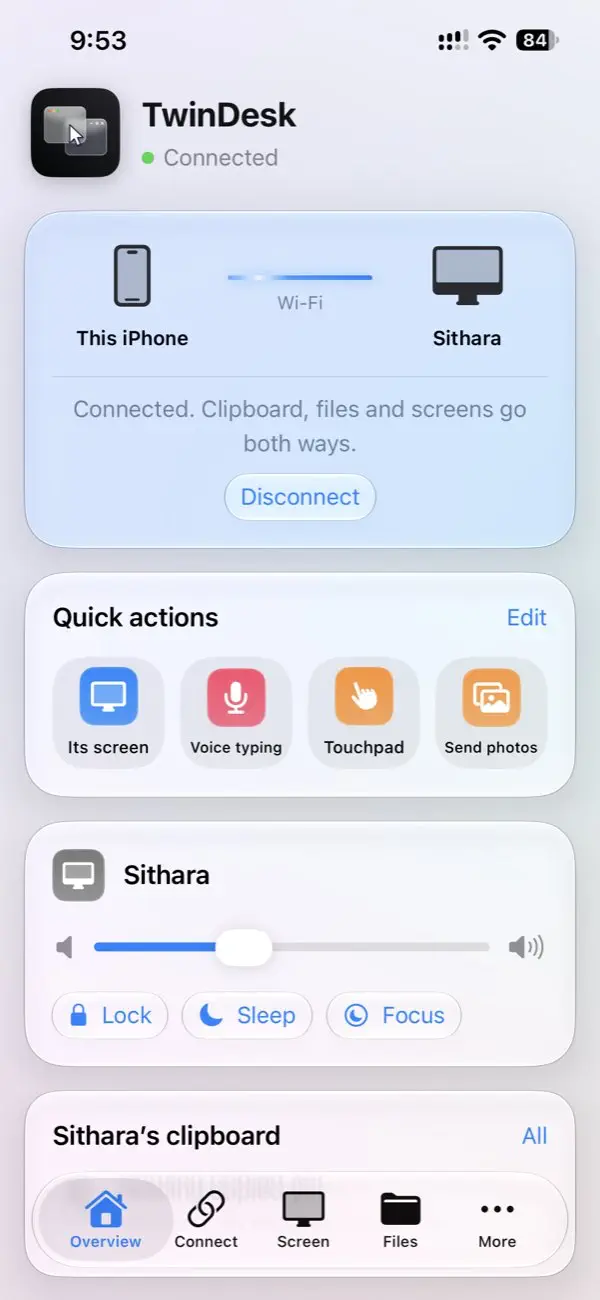 9:53
84
TwinDesk
Connected
Wi-Fi
This iPhone
Sithara
Connected. Clipboard, files and screens go
both ways.
Disconnect
Quick actions
Edit
Its screen
Voice typing
Touchpad
Send photos
Sithara
Lock
Sleep
Focus
Sithara’s clipboard
All
Overview
Connect
Screen
Files
More